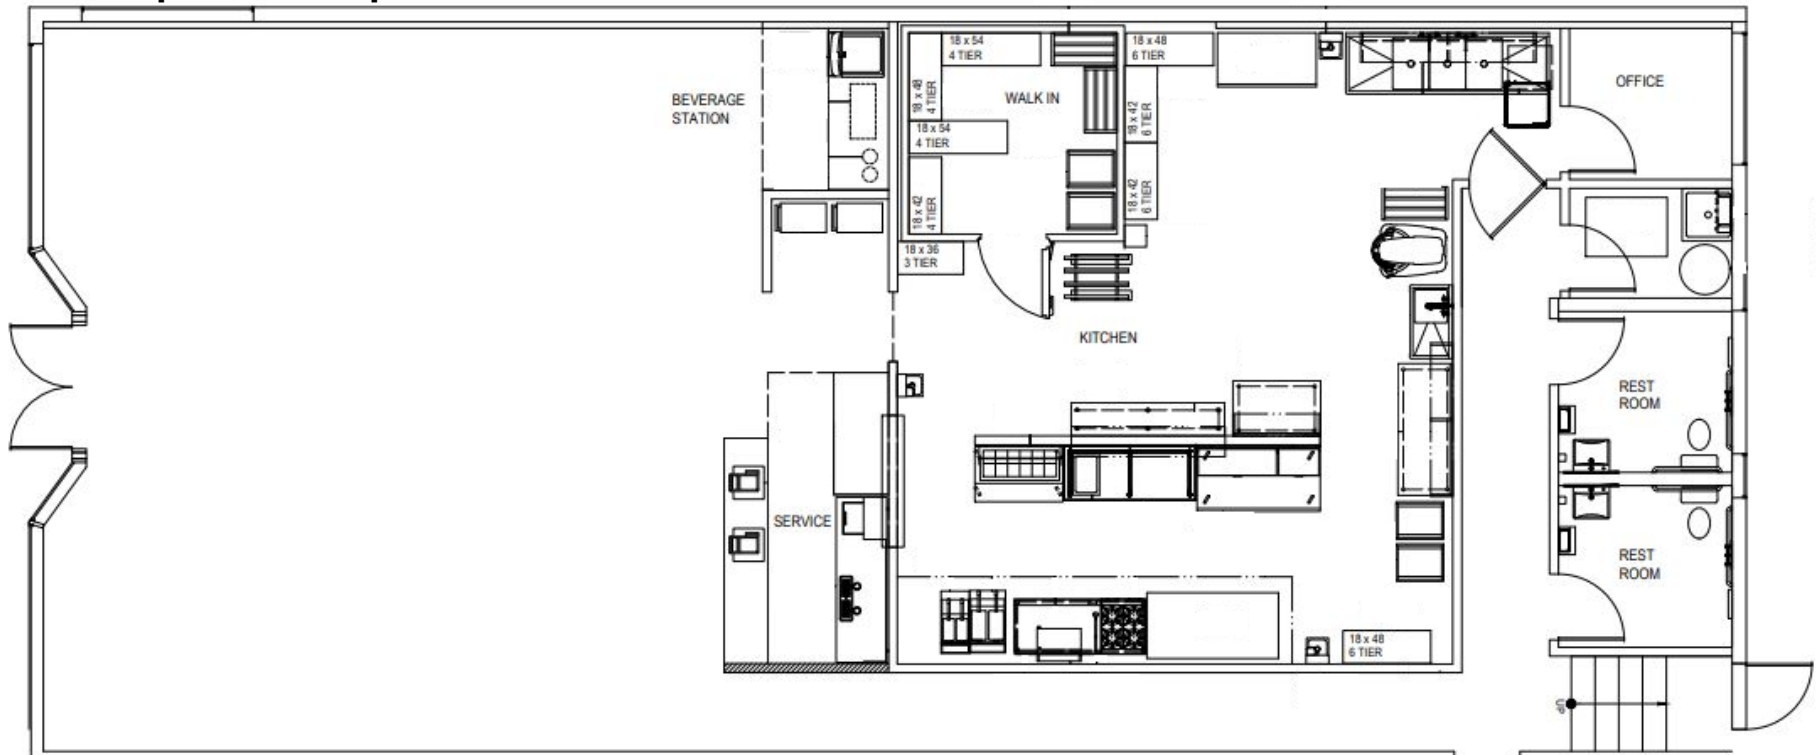 18 x 54
4 TIER
18 x 48
6 TIER
OFFICE
BEVERAGE
STATION
18 x 48
4 TIER
WALK IN
18 x 42
6 TIER
18 x 54
4 TIER
18 x 42
4 TIER
18 x 42
6 TIER
18 x 36
3 TIER
KITCHEN
REST
ROOM
SERVICE
REST
ROOM
18 x 48
6 TIER
UP